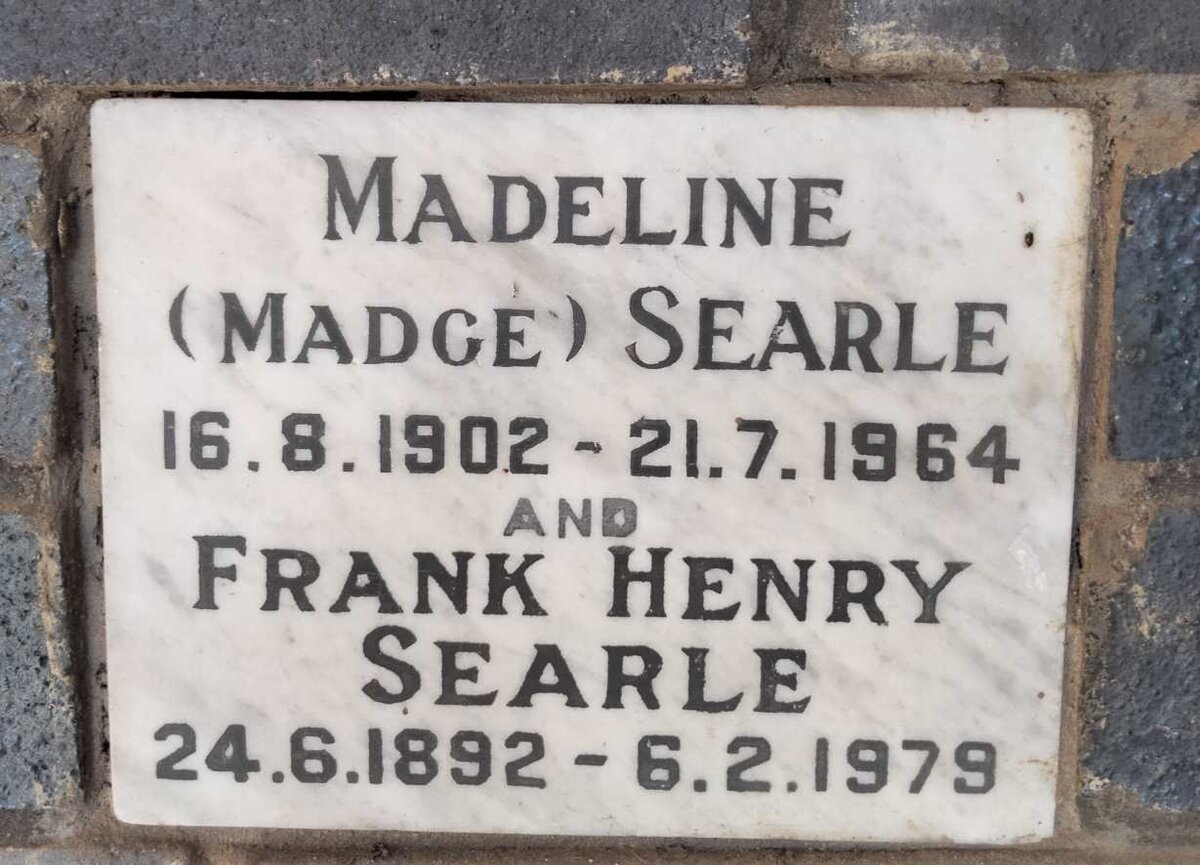 MADELINE
(MADGE) SEARLE
16.8.1902 - 21.7.1964
AND
FRANK HENRY
SEARLE
24.6.1892 - 6.2.1979